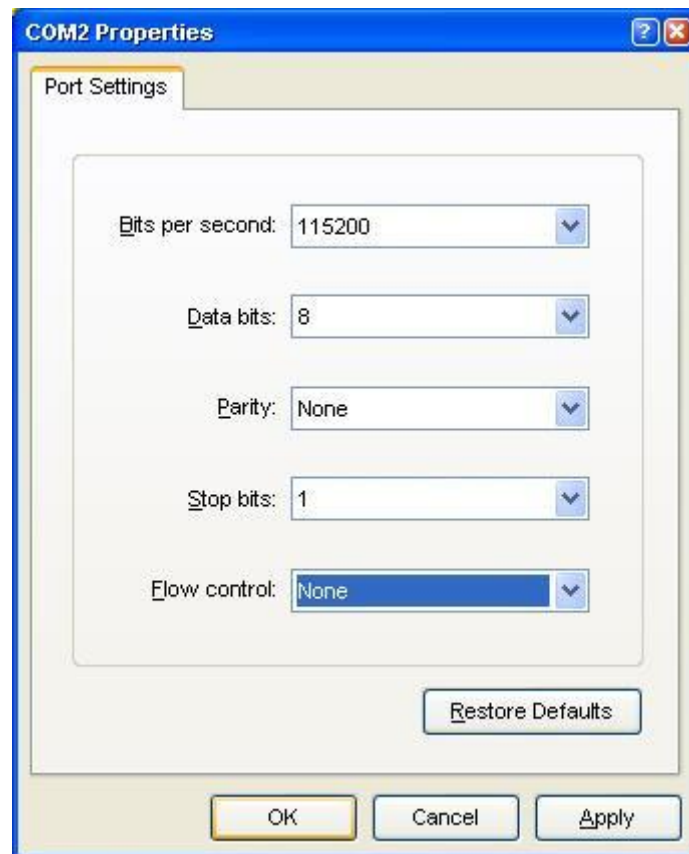 COM2 Properties
Port Settings
Bits per second: 115200
Data bits: 8
Parity: None
Stop bits: 1
Flow control: None
Restore Defaults
OK Cancel Apply